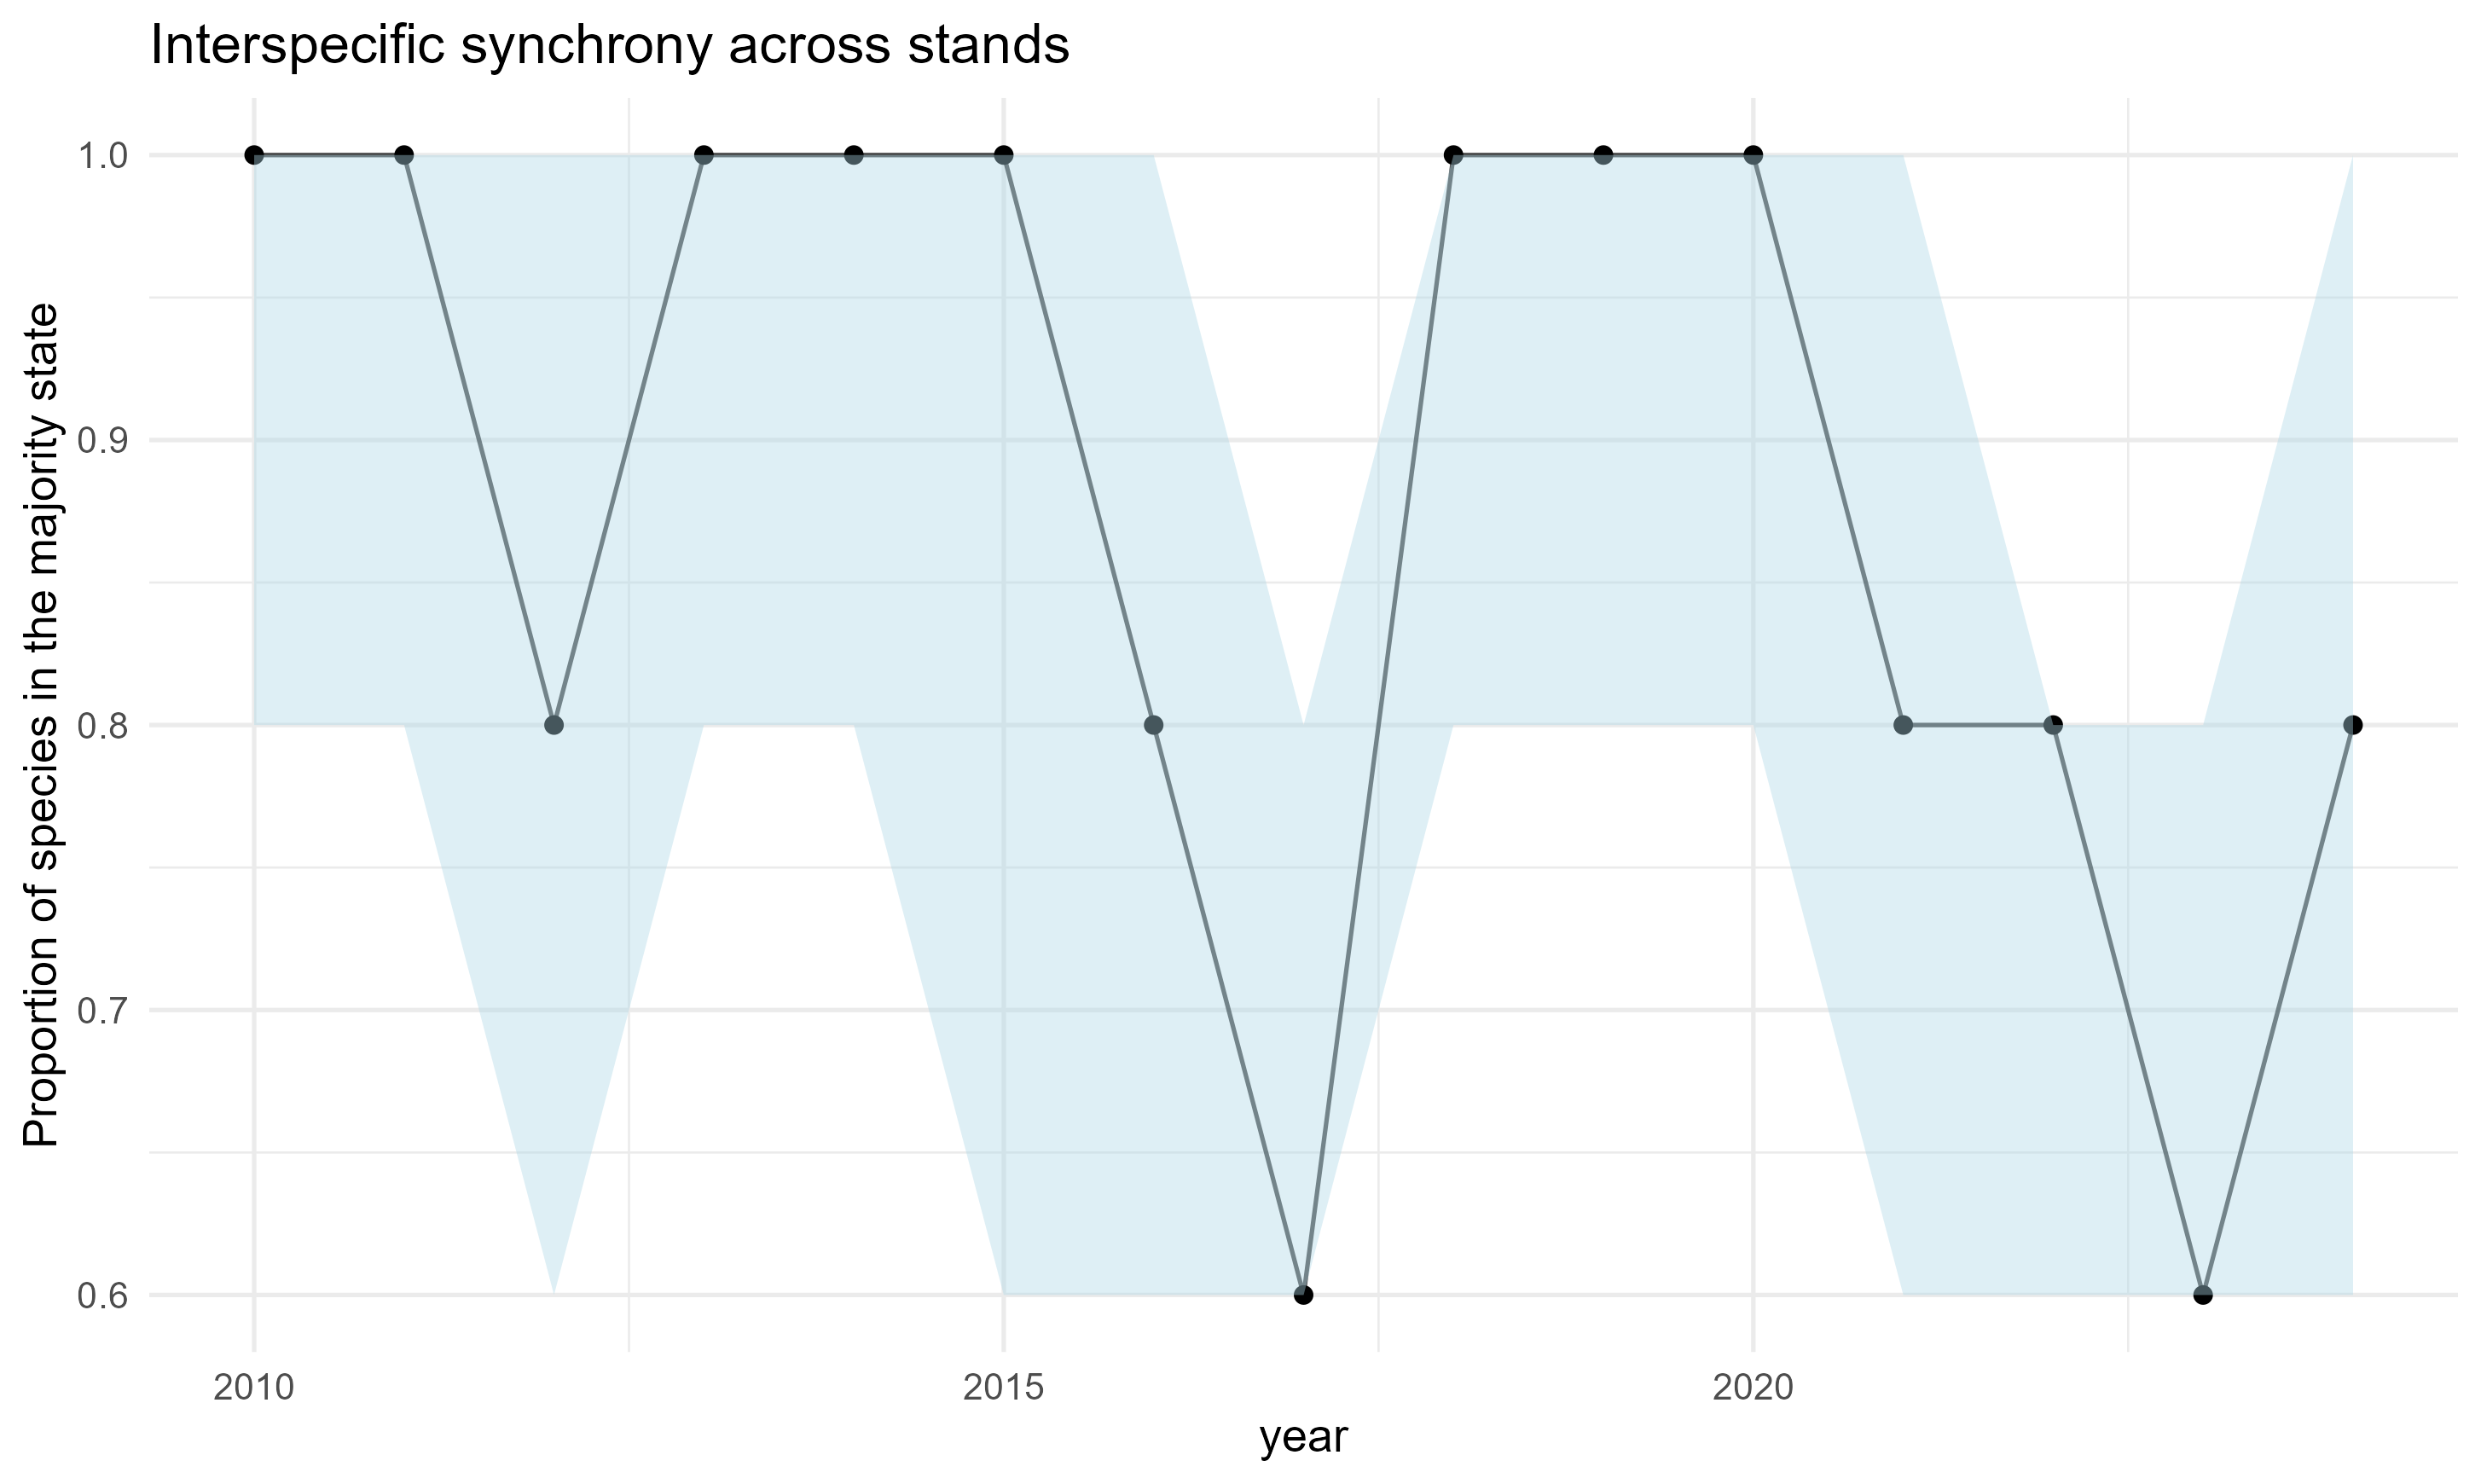 Interspecific synchrony across stands
Proportion of species in the majority state
1.0
0.9
0.8
0.7
0.6
2010 2015 2020
year